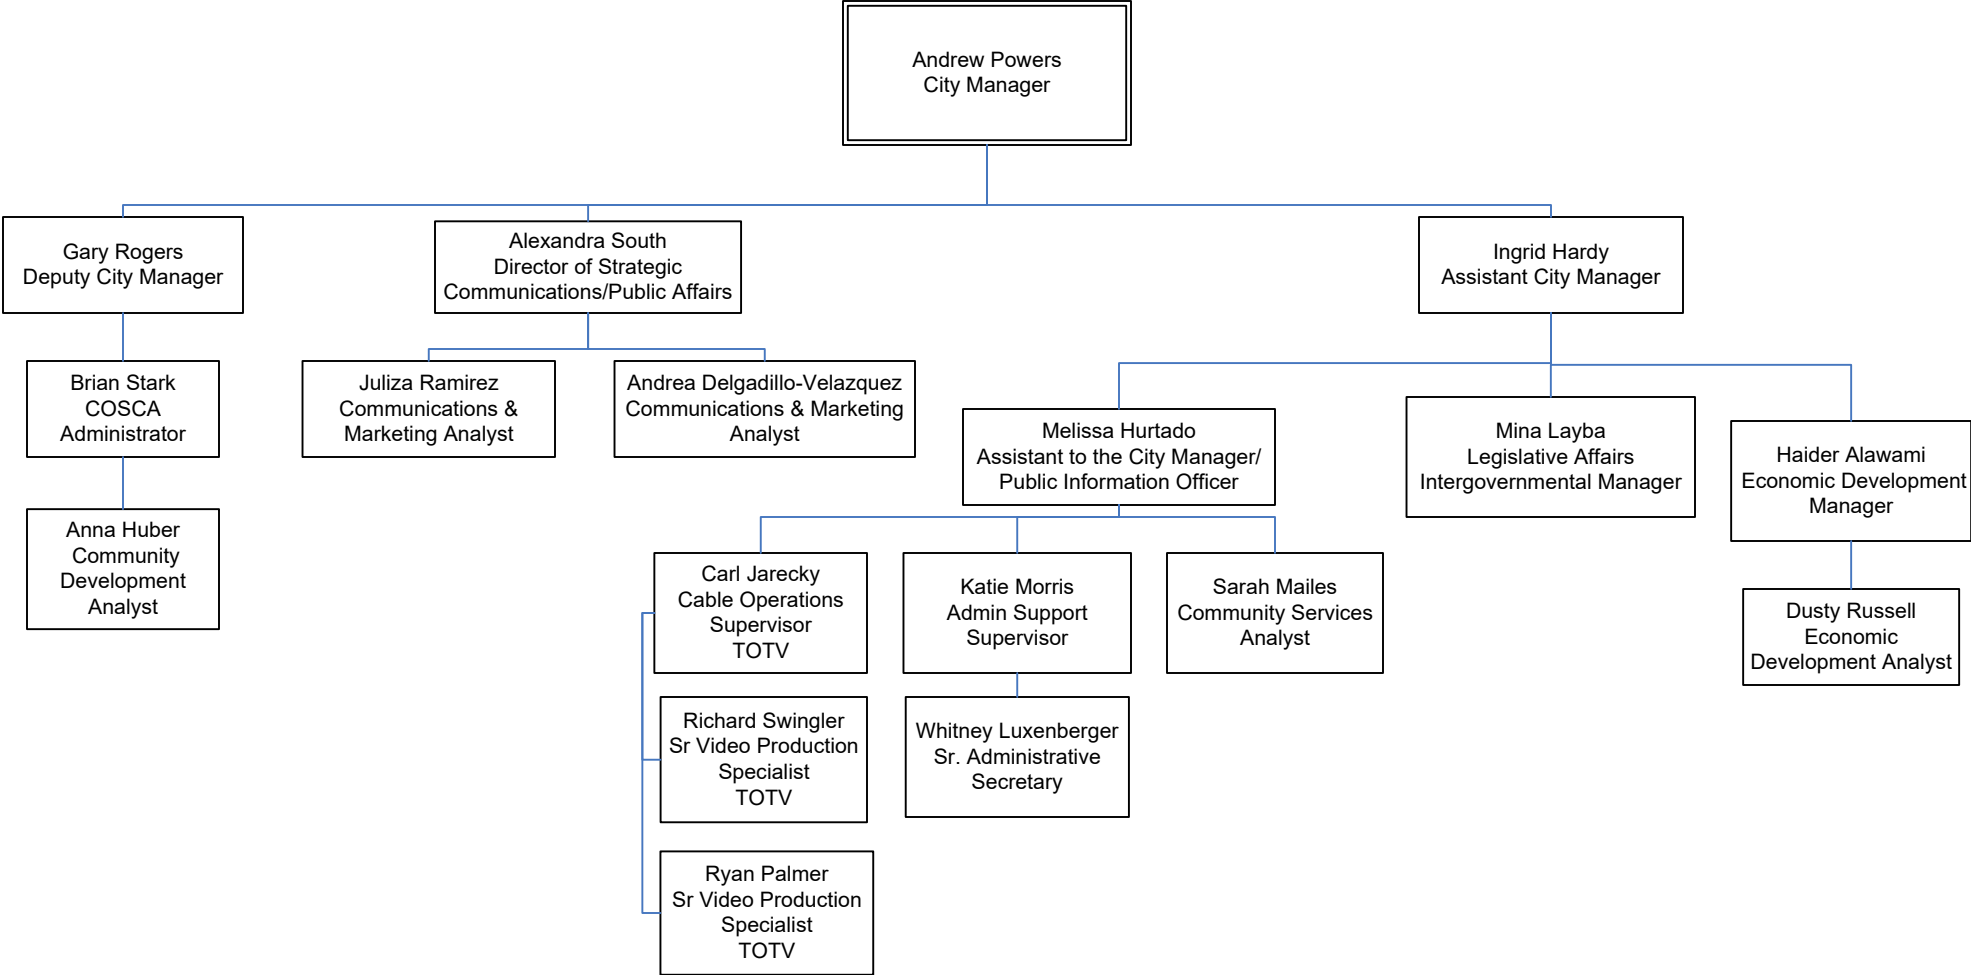 Andrew Powers
City Manager
Gary Rogers
Deputy City Manager
Alexandra South
Director of Strategic
Communications/Public Affairs
Ingrid Hardy
Assistant City Manager
Brian Stark
COSCA
Administrator
Juliza Ramirez
Communications &
Marketing Analyst
Andrea Delgadillo-Velazquez
Communications & Marketing
Analyst
Melissa Hurtado
Assistant to the City Manager/
Public Information Officer
Mina Layba
Legislative Affairs
Intergovernmental Manager
Haider Alawami
Economic Development
Manager
Anna Huber
Community
Development
Analyst
Carl Jarecky
Cable Operations
Supervisor
TOTV
Katie Morris
Admin Support
Supervisor
Sarah Mailes
Community Services
Analyst
Dusty Russell
Economic
Development Analyst
Richard Swingler
Sr Video Production
Specialist
TOTV
Whitney Luxenberger
Sr. Administrative
Secretary
Ryan Palmer
Sr Video Production
Specialist
TOTV